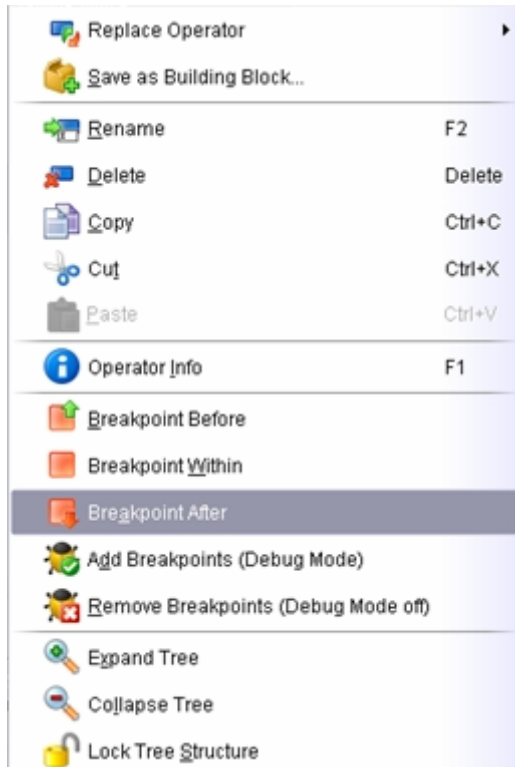 Replace Operator
Save as Building Block...
Rename F2
Delete Delete
Copy Ctrl+C
Cut Ctrl+X
Paste Ctrl+V
Operator Info F1
Breakpoint Before
Breakpoint Within
Breakpoint After
Add Breakpoints (Debug Mode)
Remove Breakpoints (Debug Mode off)
Expand Tree
Collapse Tree
Lock Tree Structure